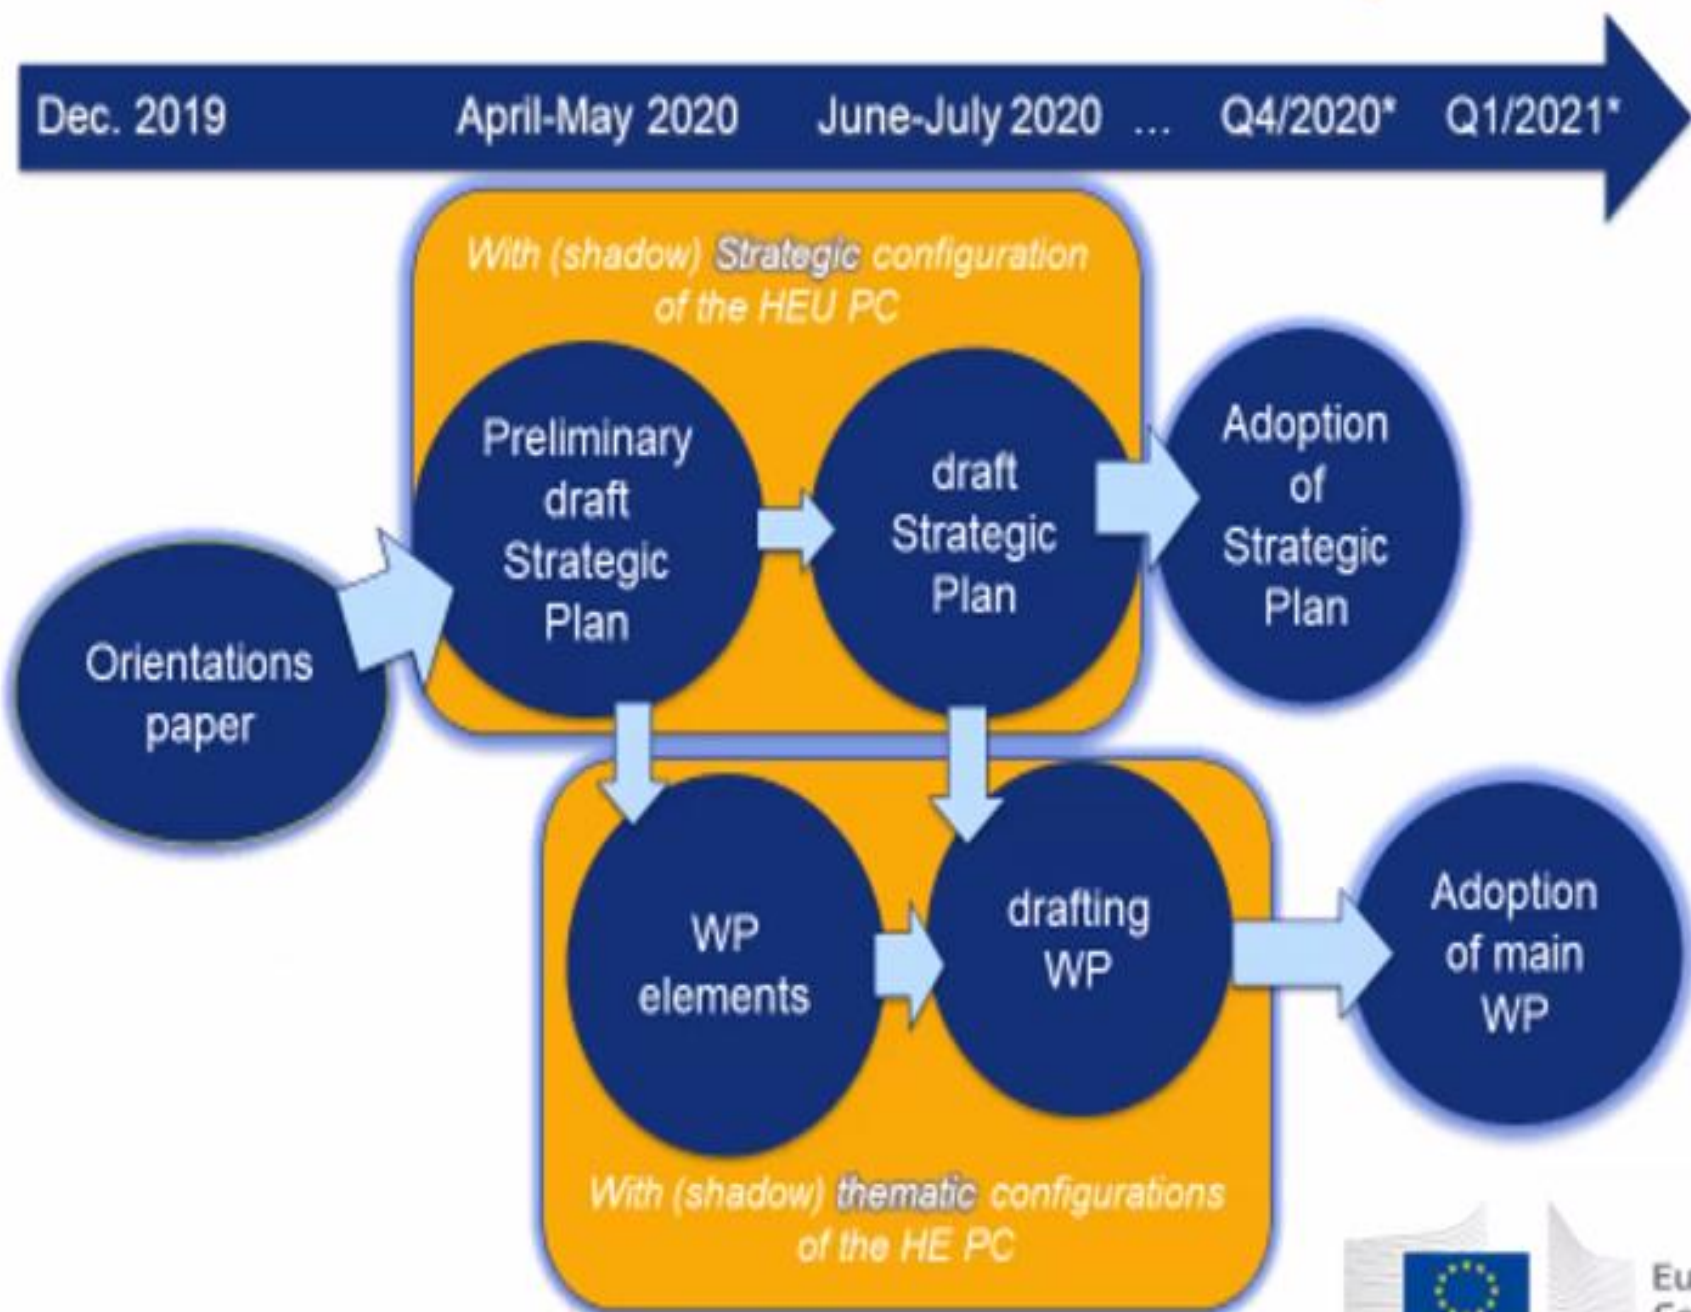 Dec. 2019 April-May 2020 June-July 2020 ... Q4/2020* Q1/2021*
With (shadow) Strategic configuration
of the HEU PC
Preliminary
draft
Strategic
Plan
draft
Strategic
Plan
Adoption
of
Strategic
Plan
Orientations
paper
WP
elements
drafting
WP
Adoption
of main
WP
With (shadow) thematic configurations
of the HE PC
Eu